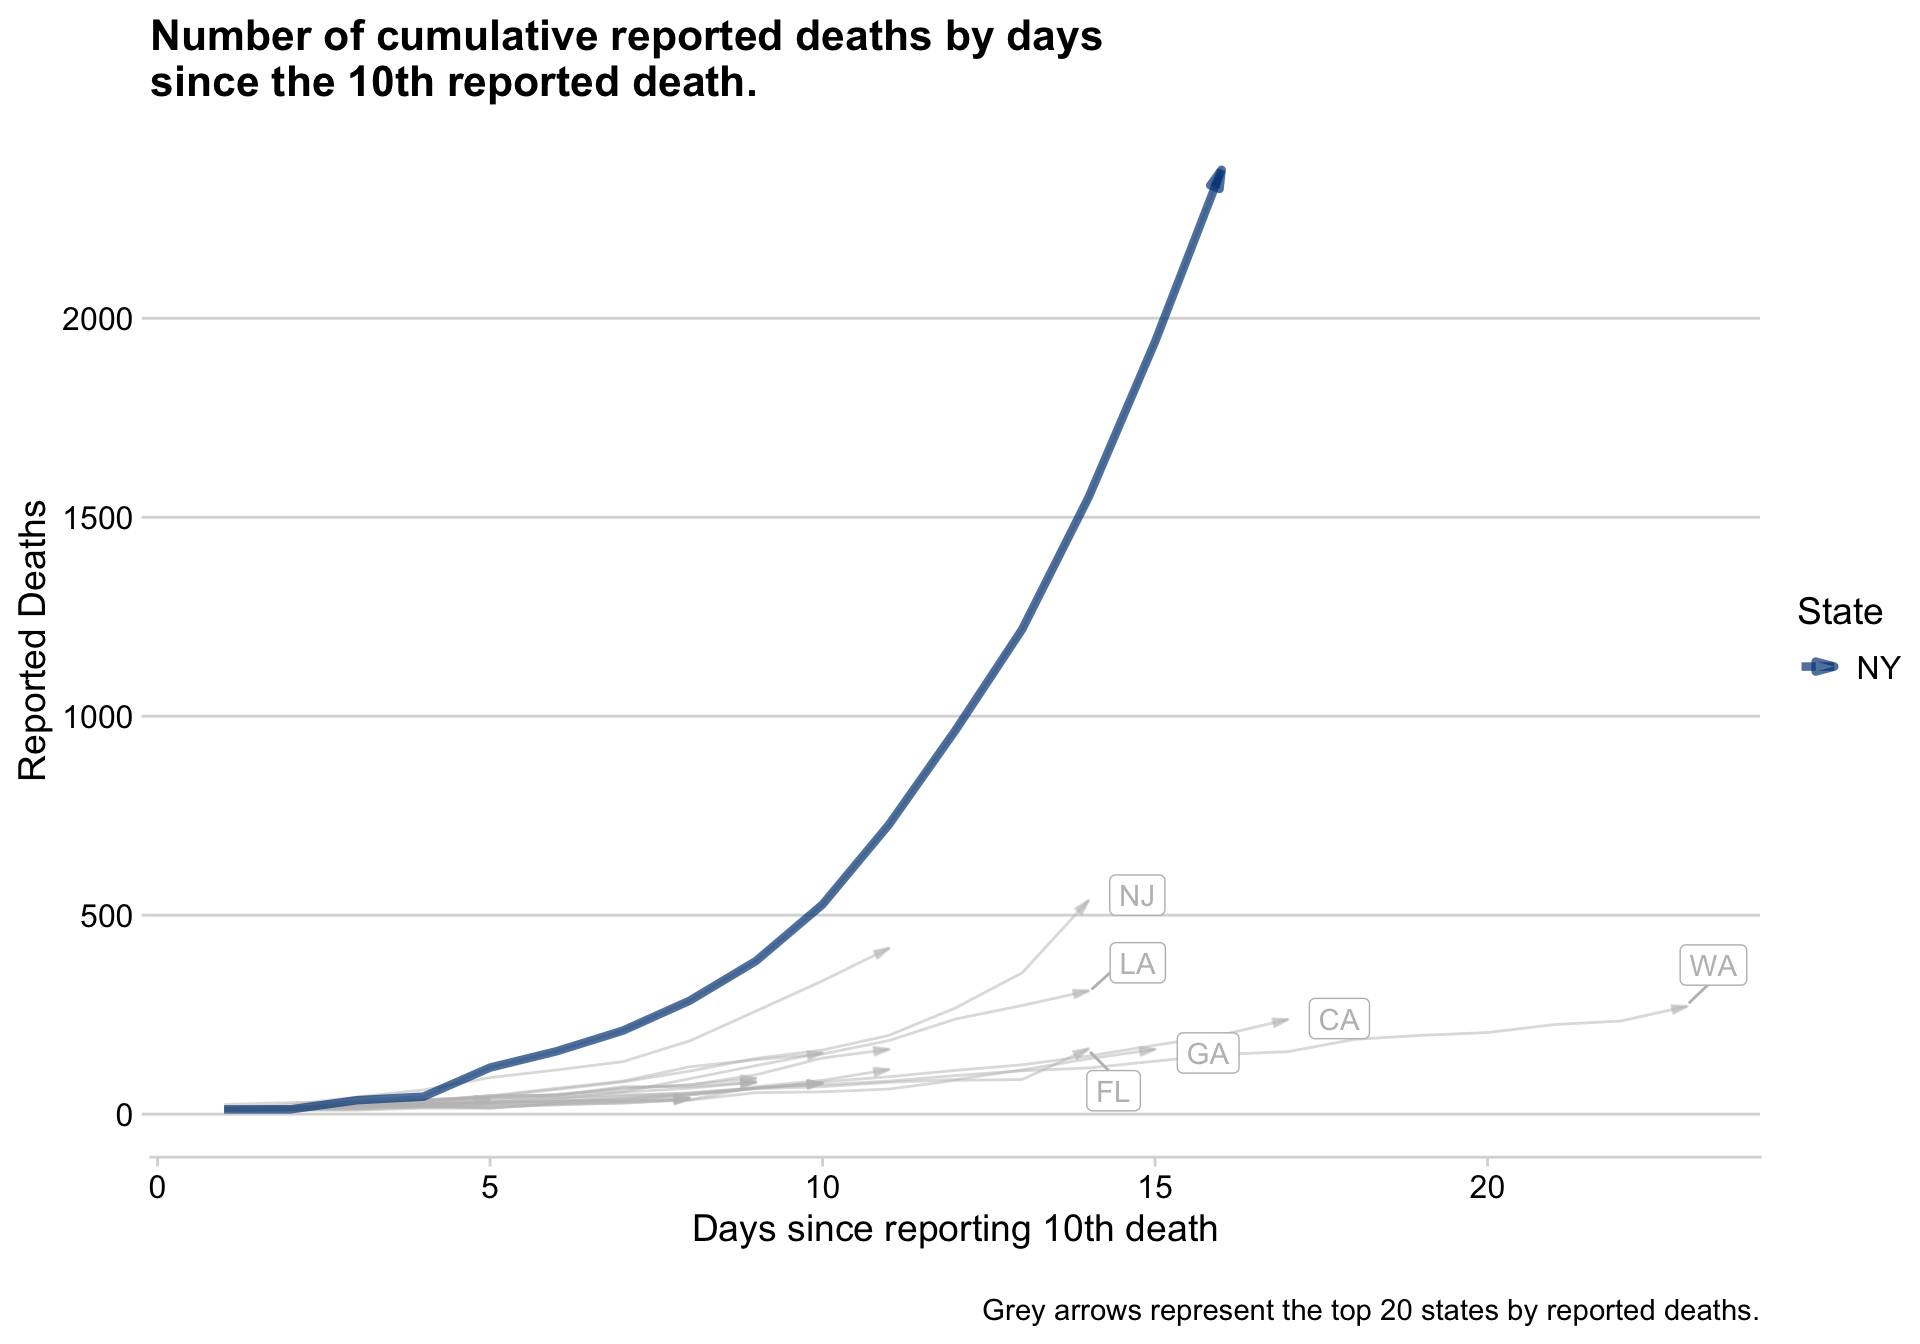 Number of cumulative reported deaths by days
since the 10th reported death.
Reported Deaths
2000
1500
1000
500
0
NJ
LA
WA
CA
GA
FL
State
NY
0 5 10 15 20
Days since reporting 10th death
Grey arrows represent the top 20 states by reported deaths.